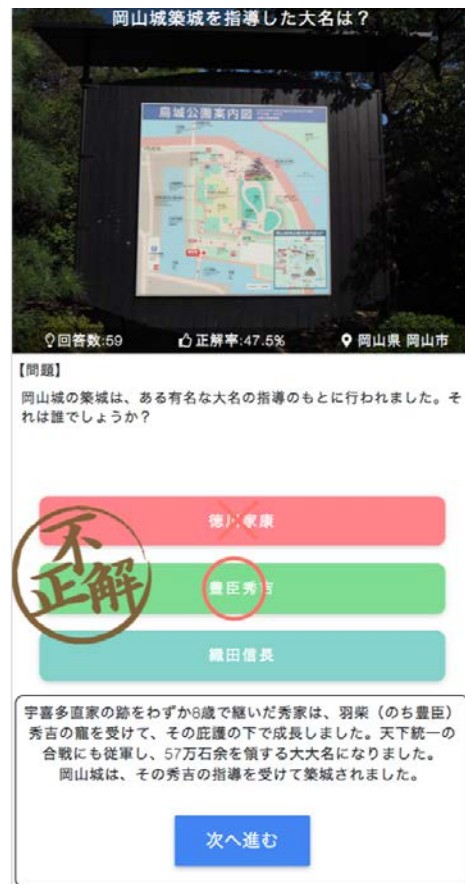 岡山城築城を指導した大名は？
烏城公園案内図
回答数:59
正解率:47.5%
岡山県 岡山市
【問題】
岡山城の築城は、ある有名な大名の指導のもとに行われました。そ
れは誰でしょうか？
徳川家康
不
正解
豊臣秀吉
織田信長
宇喜多直家の跡をわずか8歳で継いだ秀家は、羽柴（のち豊臣）
秀吉の寵を受けて、その庇護の下で成長しました。天下統一の
合戦にも従軍し、57万石余を領する大大名になりました。
岡山城は、その秀吉の指導を受けて築城されました。
次へ進む